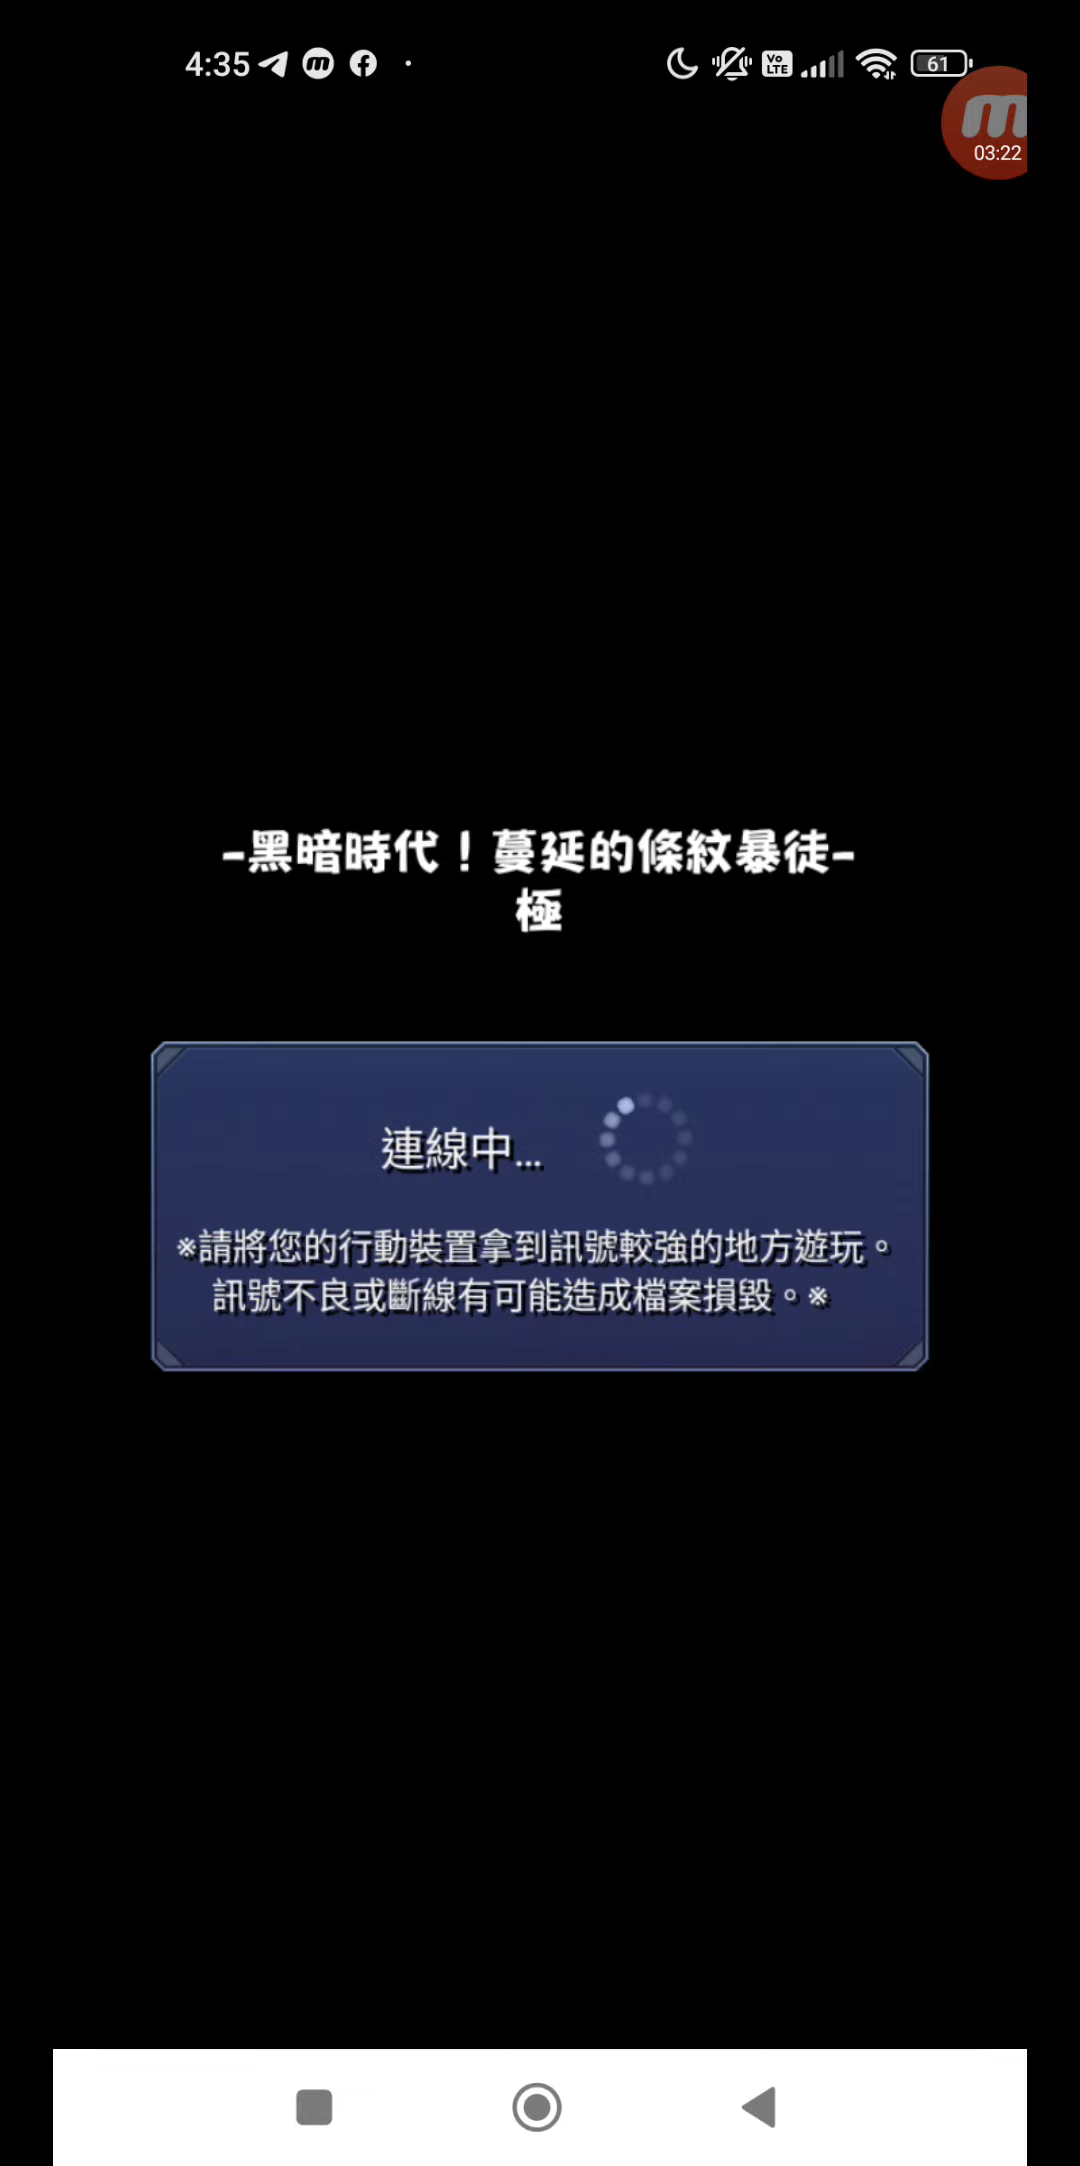 4:35
Vo LTE
61
03:22
-黑暗時代！蔓延的條紋暴徒-
極
連線中...
※請將您的行動裝置拿到訊號較強的地方遊玩。
訊號不良或斷線有可能造成檔案損毀。※